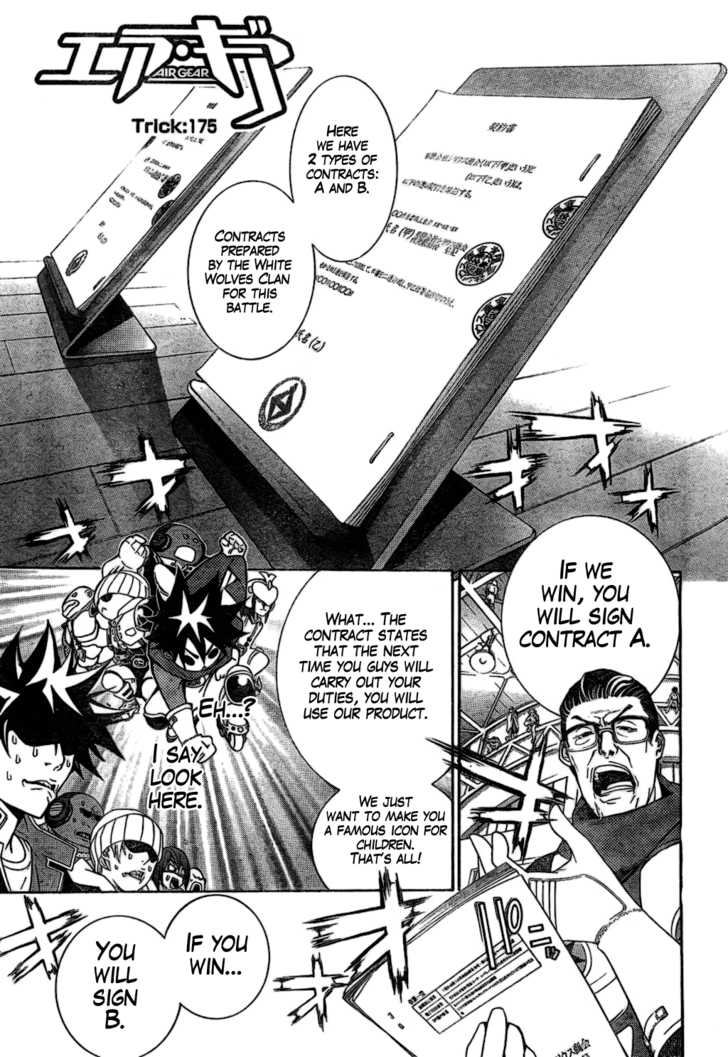 エア・ギア
AIR GEAR
Trick:175
HERE
WE HAVE
2 TYPES OF
CONTRACTS:
A AND B.
CONTRACTS
PREPARED
BY THE WHITE
WOLVES CLAN
FOR THIS
BATTLE.
契約書
IF WE
WIN, YOU
WILL SIGN
CONTRACT A.
WHAT... THE
CONTRACT STATES
THAT THE NEXT
TIME YOU GUYS WILL
CARRY OUT YOUR
DUTIES, YOU WILL
USE OUR PRODUCT.
EH...?
I SAY
LOOK
HERE.
WE JUST
WANT TO MAKE YOU
A FAMOUS ICON FOR
CHILDREN.
THAT'S ALL!
IF YOU
WIN...
YOU
WILL
SIGN
B.